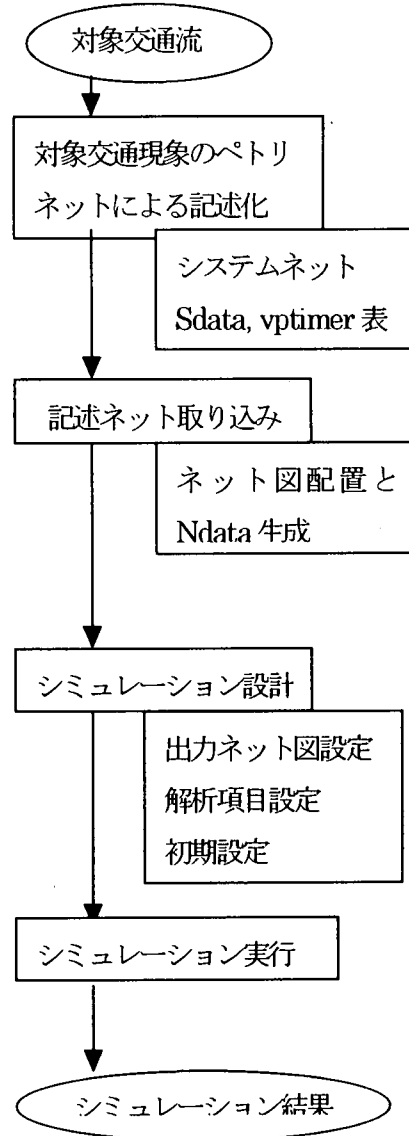 対象交通流
対象交通現象のペトリ
ネットによる記述化
システムネット
Sdata, vptimer 表
記述ネット取り込み
ネット図配置と
Ndata 生成
シミュレーション設計
出力ネット図設定
解析項目設定
初期設定
シミュレーション実行
シミュレーション結果